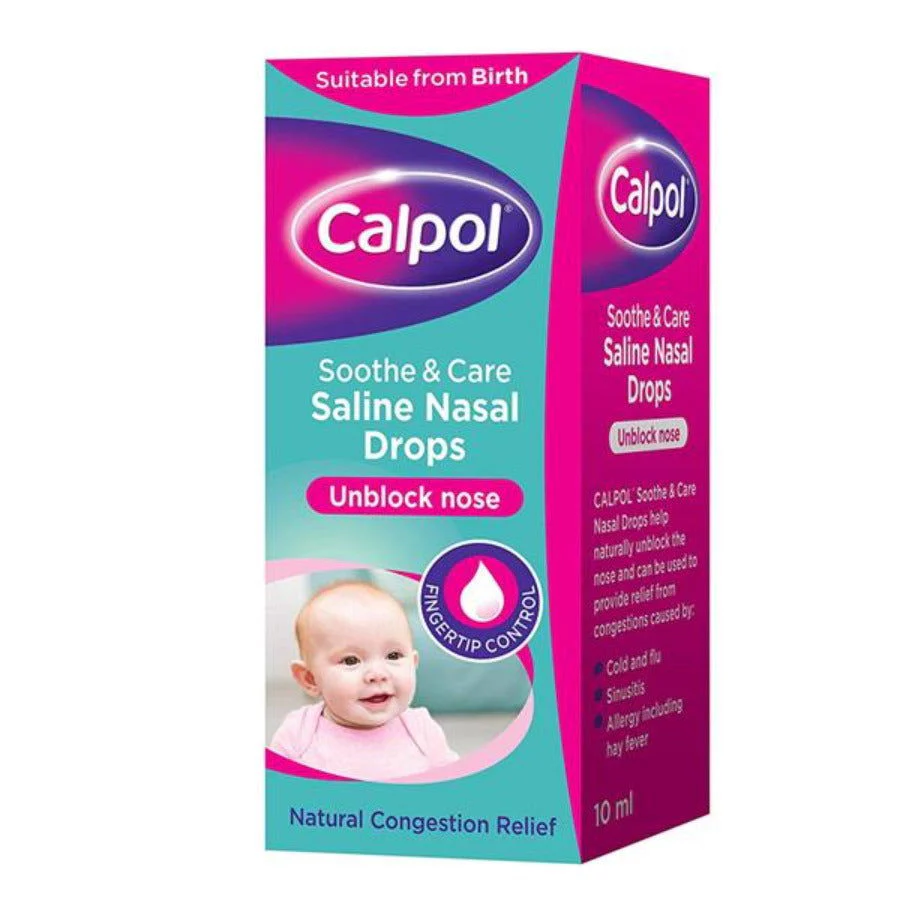 Suitable from Birth
Calpol®
Soothe & Care
Saline Nasal
Drops
Unblock nose
FINGERTIP CONTROL
Natural Congestion Relief
Calpol
Soothe & Care
Saline Nasal
Drops
Unblock nose
CALPOL® Soothe & Care
Nasal Drops help
naturally unblock the
nose and can be used to
provide relief from
congestions caused by:
Cold and flu
Sinusitis
Allergy including
hay fever
10 ml